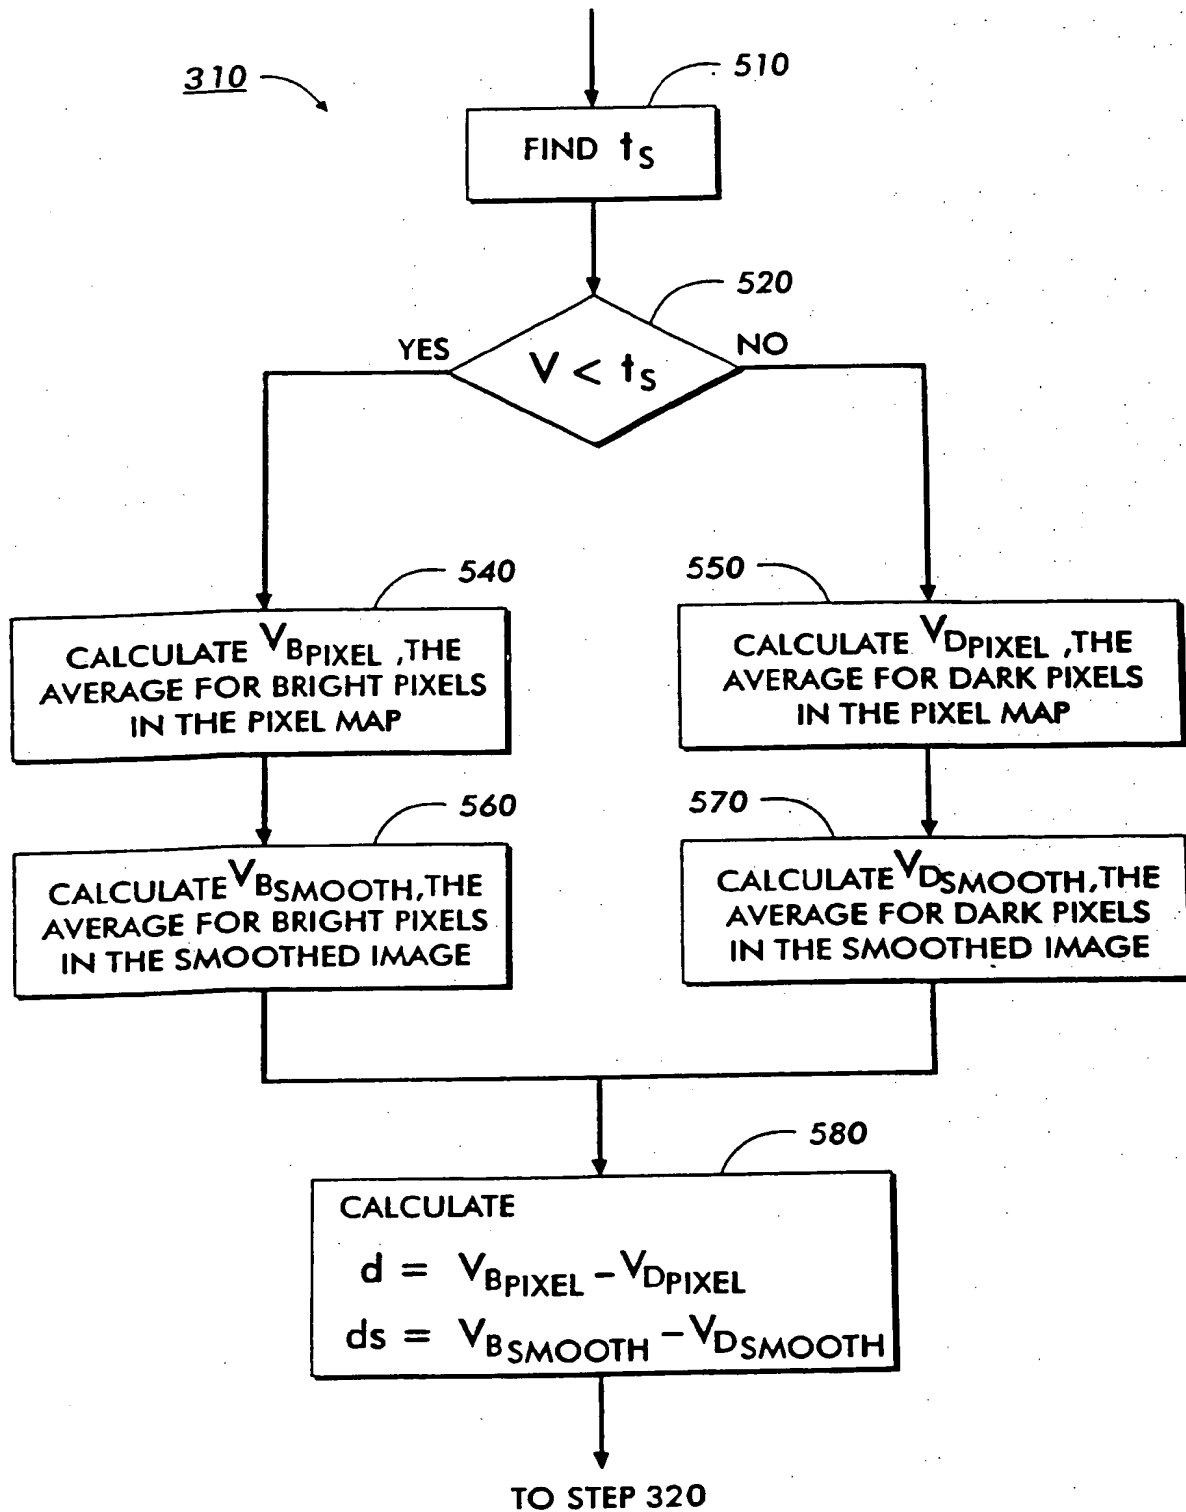 310
510
FIND tS
520
YES
V < tS
NO
540
550
CALCULATE VBPIXEL ,THE
AVERAGE FOR BRIGHT PIXELS
IN THE PIXEL MAP
CALCULATE VDPIXEL ,THE
AVERAGE FOR DARK PIXELS
IN THE PIXEL MAP
560
570
CALCULATE VBSMOOTH,THE
AVERAGE FOR BRIGHT PIXELS
IN THE SMOOTHED IMAGE
CALCULATE VDSMOOTH,THE
AVERAGE FOR DARK PIXELS
IN THE SMOOTHED IMAGE
580
CALCULATE
d = VBPIXEL - VDPIXEL
ds = VBSMOOTH - VDSMOOTH
TO STEP 320